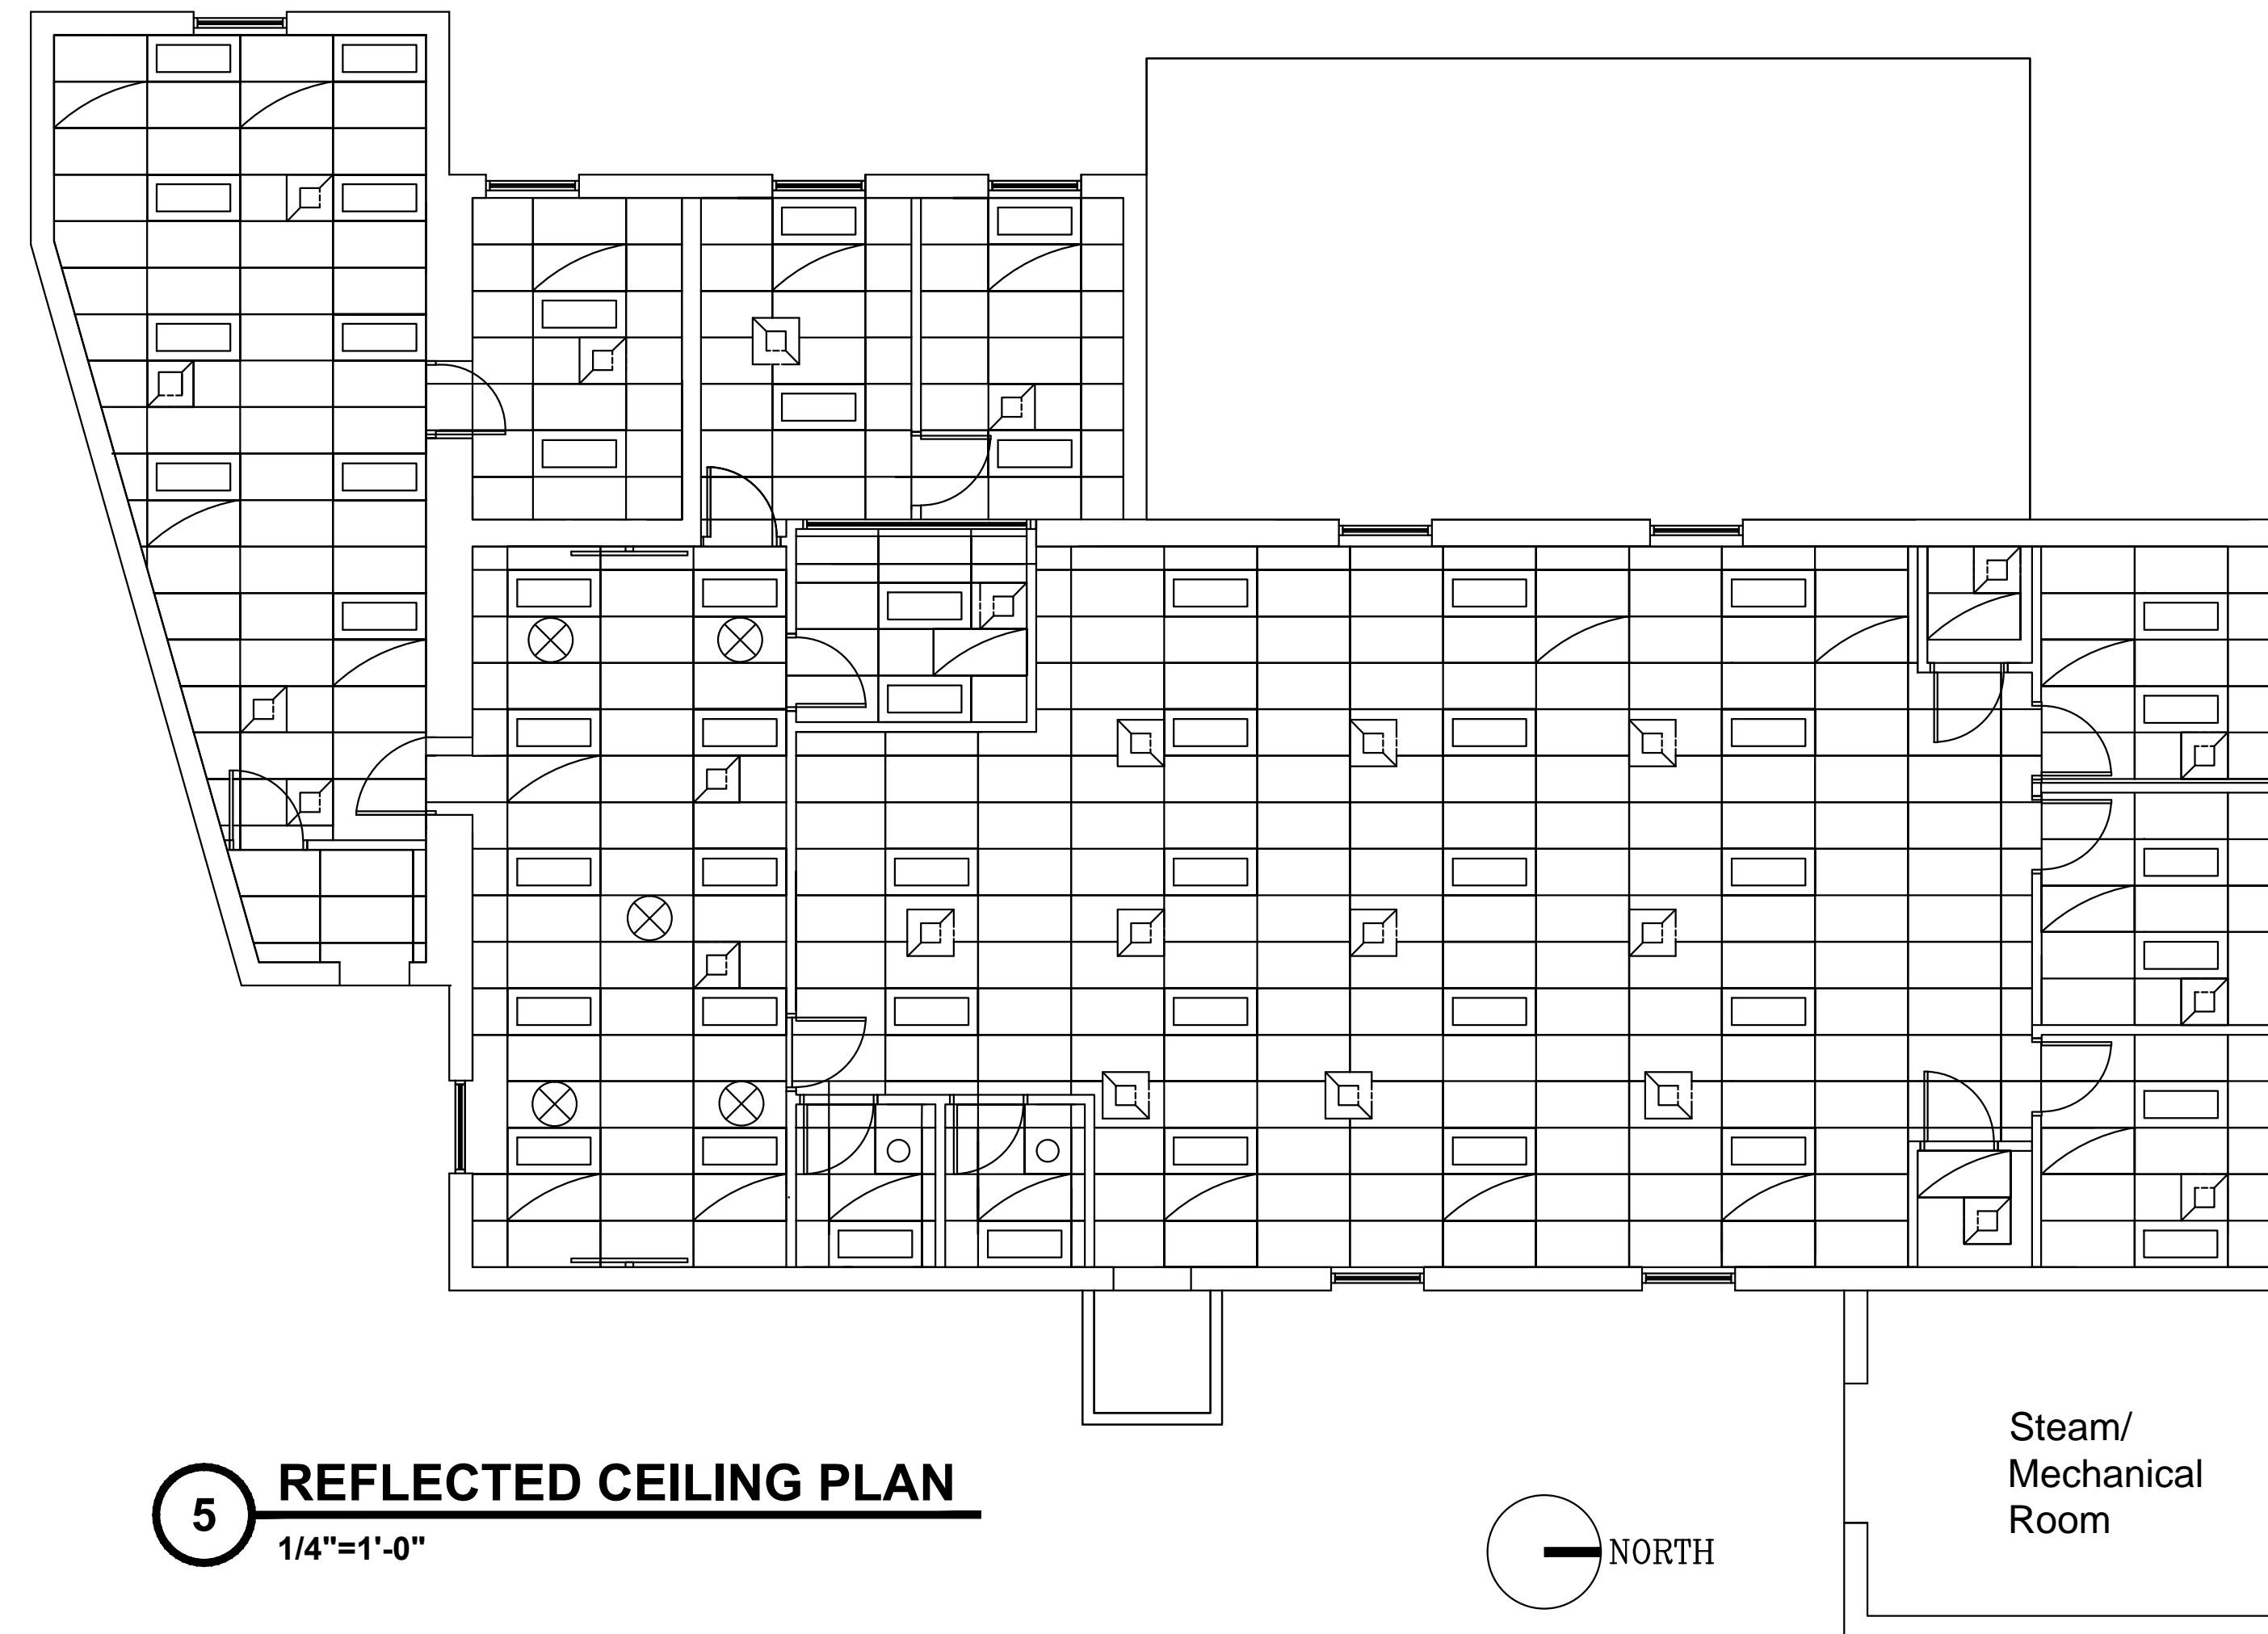 Steam/
Mechanical
Room
5
REFLECTED CEILING PLAN
1/4"=1'-0"
NORTH